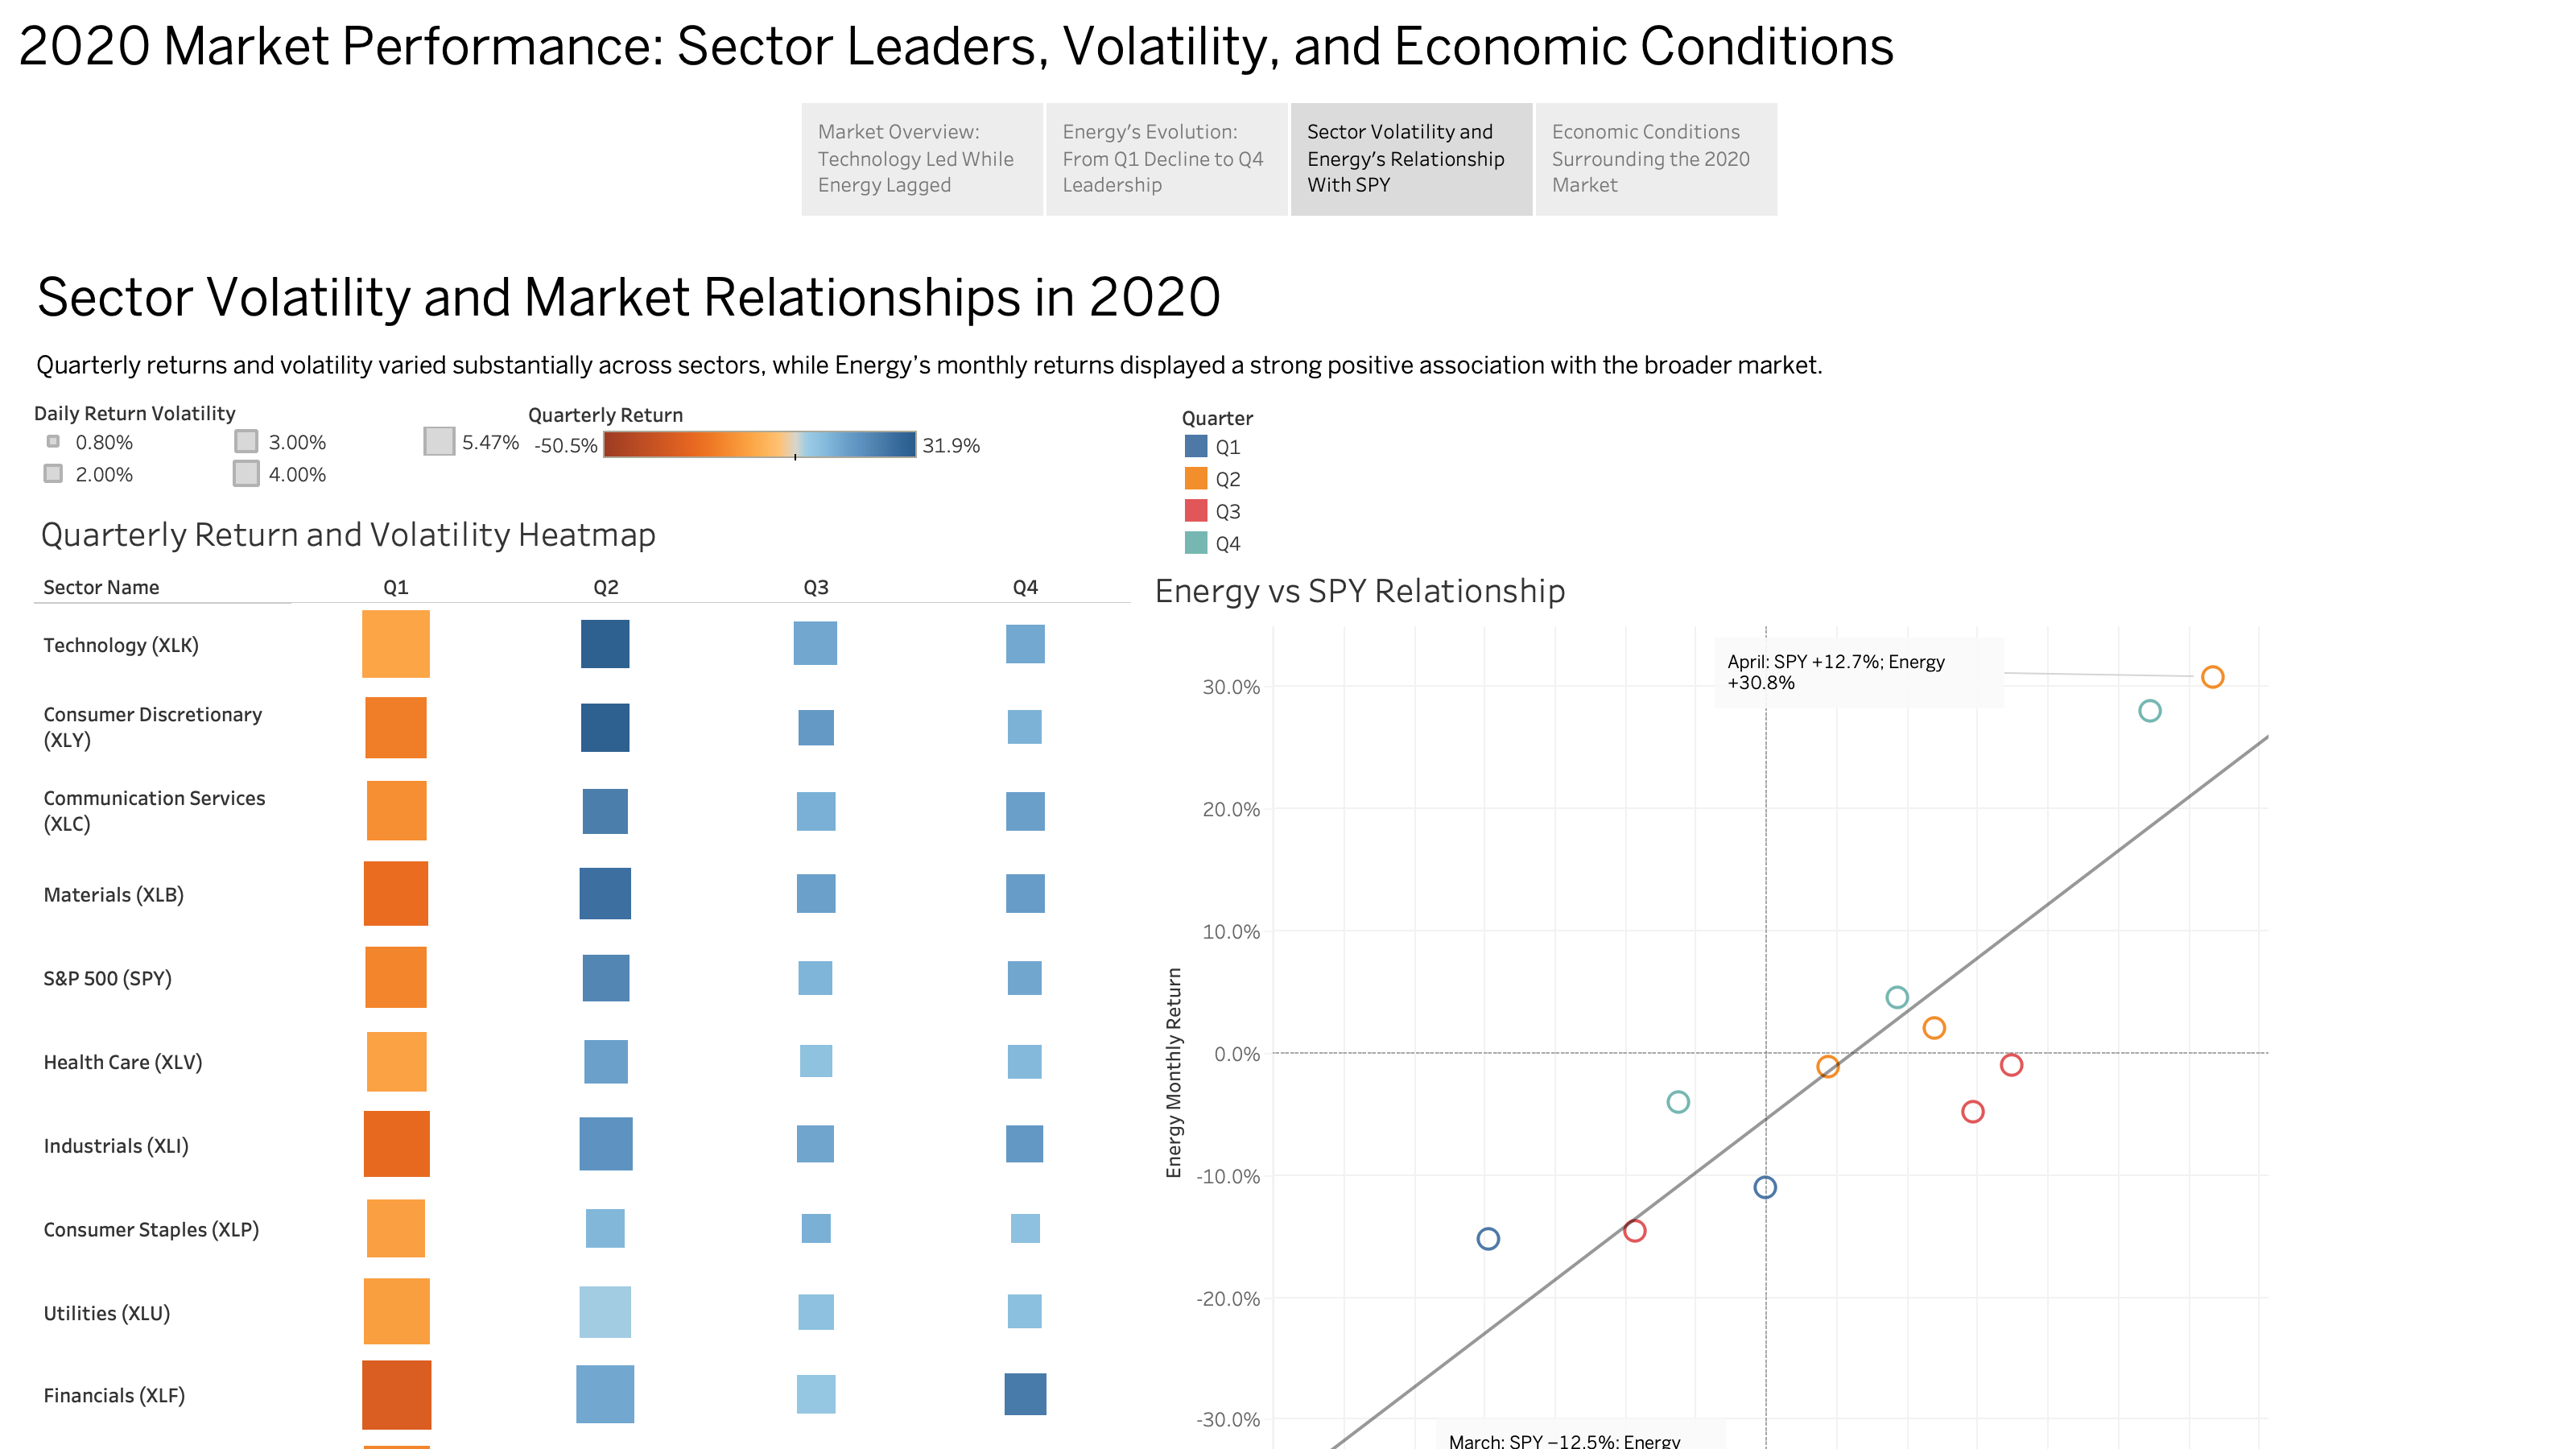 2020 Market Performance: Sector Leaders, Volatility, and Economic Conditions
Market Overview:
Technology Led While
Energy Lagged
Energy's Evolution:
From Q1 Decline to Q4
Leadership
Sector Volatility and
Energy's Relationship
With SPY
Economic Conditions
Surrounding the 2020
Market
Sector Volatility and Market Relationships in 2020
Quarterly returns and volatility varied substantially across sectors, while Energy's monthly returns displayed a strong positive association with the broader market.
Daily Return Volatility
0.80%
2.00%
3.00%
4.00%
5.47%
Quarterly Return
-50.5%
31.9%
Quarter
Q1
Q2
Q3
Q4
Quarterly Return and Volatility Heatmap
Sector Name Q1 Q2 Q3 Q4
Technology (XLK)
Consumer Discretionary
(XLY)
Communication Services
(XLC)
Materials (XLB)
S&P 500 (SPY)
Health Care (XLV)
Industrials (XLI)
Consumer Staples (XLP)
Utilities (XLU)
Financials (XLF)
Energy vs SPY Relationship
Energy Monthly Return
30.0%
20.0%
10.0%
0.0%
-10.0%
-20.0%
-30.0%
April: SPY +12.7%; Energy
+30.8%
March: SPY −12.5%; Energy